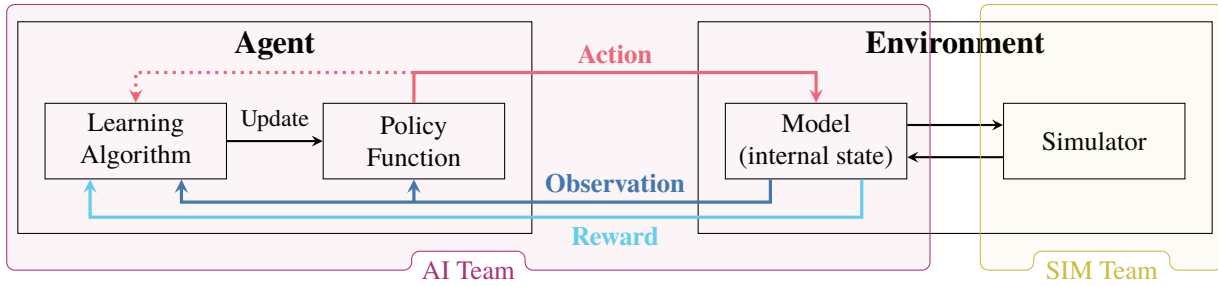 Agent
Environment
Action
Learning
Algorithm
Update
Policy
Function
Model
(internal state)
Simulator
Observation
Reward
AI Team
SIM Team